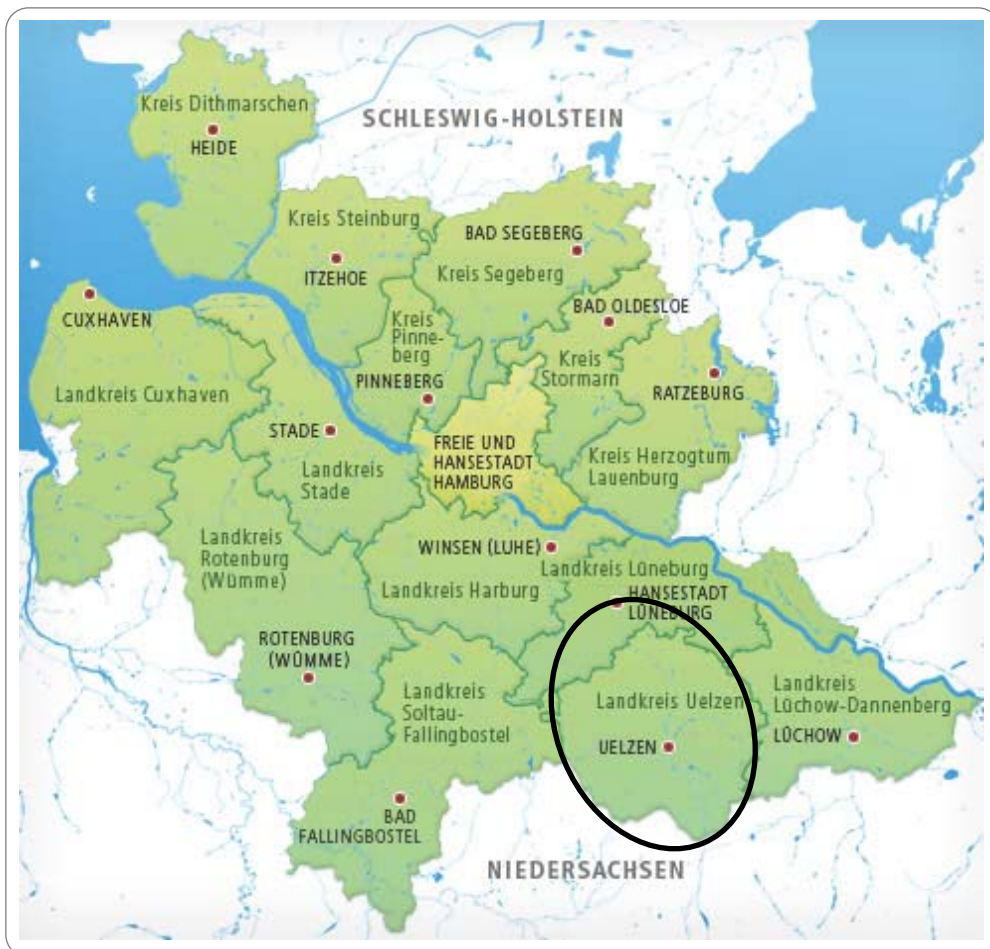 Kreis Dithmarschen
HEIDE
SCHLESWIG-HOLSTEIN
Kreis Steinburg
ITZEHOE
BAD SEGEBERG
Kreis Segeberg
CUXHAVEN
Landkreis Cuxhaven
Kreis
Pinne-
berg
PINNEBERG
BAD OLDESLOE
Kreis
Stormarn
RATZEBURG
STADE
Landkreis
Stade
FREIE UND
HANSESTADT
HAMBURG
Kreis Herzogtum
Lauenburg
Landkreis
Rotenburg
(Wümme)
WINSEN (LUHE)
Landkreis Harburg
Landkreis Lüneburg
HANSESTADT
LÜNEBURG
ROTENBURG
(WÜMME)
Landkreis
Soltau-
Fallingbostel
Landkreis Uelzen
UELZEN
Landkreis
Lüchow-Dannenberg
LÜCHOW
BAD
FALLINGBOSTEL
NIEDERSACHSEN